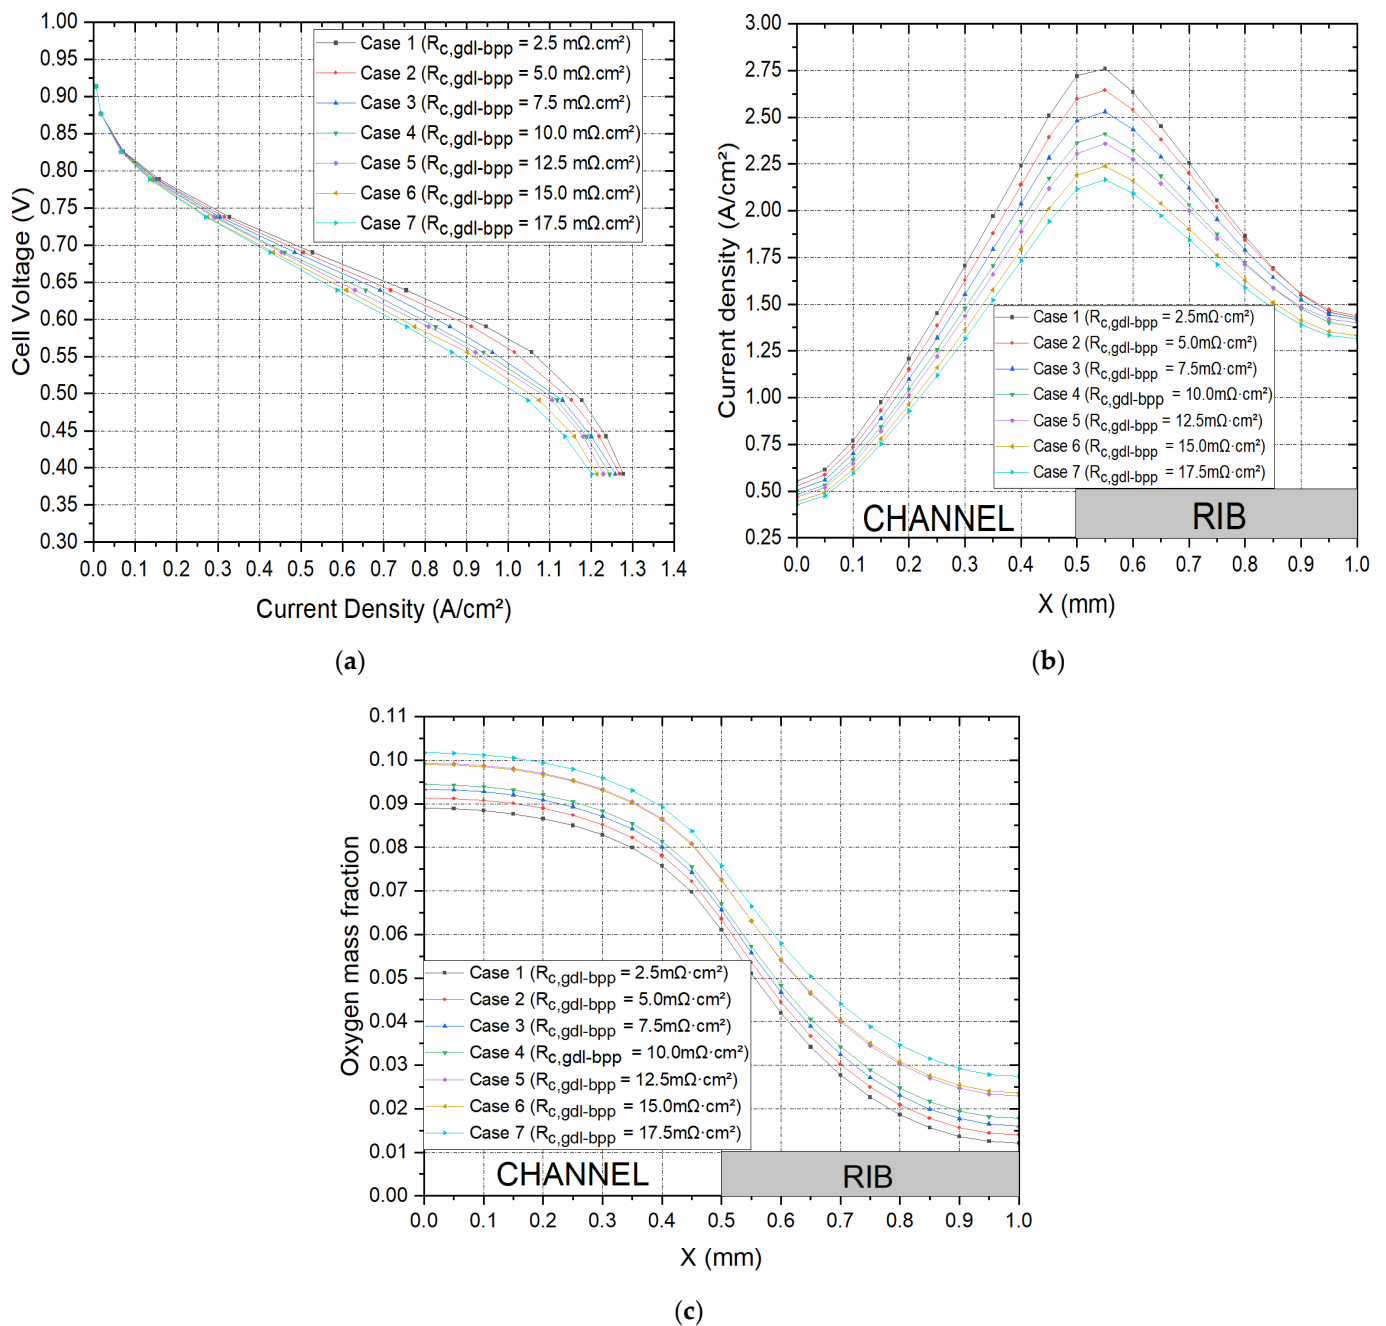 1.00
0.95
0.90
0.85
0.80
0.75
0.70
0.65
0.60
0.55
0.50
0.45
0.40
0.35
0.30
Cell Voltage (V)
Case 1 (Rc,gdl-bpp = 2.5 mΩ.cm²)
Case 2 (Rc,gdl-bpp = 5.0 mΩ.cm²)
Case 3 (Rc,gdl-bpp = 7.5 mΩ.cm²)
Case 4 (Rc,gdl-bpp = 10.0 mΩ.cm²)
Case 5 (Rc,gdl-bpp = 12.5 mΩ.cm²)
Case 6 (Rc,gdl-bpp = 15.0 mΩ.cm²)
Case 7 (Rc,gdl-bpp = 17.5 mΩ.cm²)
0.0 0.1 0.2 0.3 0.4 0.5 0.6 0.7 0.8 0.9 1.0 1.1 1.2 1.3 1.4
Current Density (A/cm²)
(a)
3.00
2.75
2.50
2.25
2.00
1.75
1.50
1.25
1.00
0.75
0.50
0.25
Current density (A/cm²)
Case 1 (Rc,gdl-bpp = 2.5mΩ·cm²)
Case 2 (Rc,gdl-bpp = 5.0mΩ·cm²)
Case 3 (Rc,gdl-bpp = 7.5mΩ·cm²)
Case 4 (Rc,gdl-bpp = 10.0mΩ·cm²)
Case 5 (Rc,gdl-bpp = 12.5mΩ·cm²)
Case 6 (Rc,gdl-bpp = 15.0mΩ·cm²)
Case 7 (Rc,gdl-bpp = 17.5mΩ·cm²)
CHANNEL RIB
0.0 0.1 0.2 0.3 0.4 0.5 0.6 0.7 0.8 0.9 1.0
X (mm)
(b)
0.11
0.10
0.09
0.08
0.07
0.06
0.05
0.04
0.03
0.02
0.01
0.00
Oxygen mass fraction
Case 1 (Rc,gdl-bpp = 2.5mΩ·cm²)
Case 2 (Rc,gdl-bpp = 5.0mΩ·cm²)
Case 3 (Rc,gdl-bpp = 7.5mΩ·cm²)
Case 4 (Rc,gdl-bpp = 10.0mΩ·cm²)
Case 5 (Rc,gdl-bpp = 12.5mΩ·cm²)
Case 6 (Rc,gdl-bpp = 15.0mΩ·cm²)
Case 7 (Rc,gdl-bpp = 17.5mΩ·cm²)
CHANNEL RIB
0.0 0.1 0.2 0.3 0.4 0.5 0.6 0.7 0.8 0.9 1.0
X (mm)
(c)